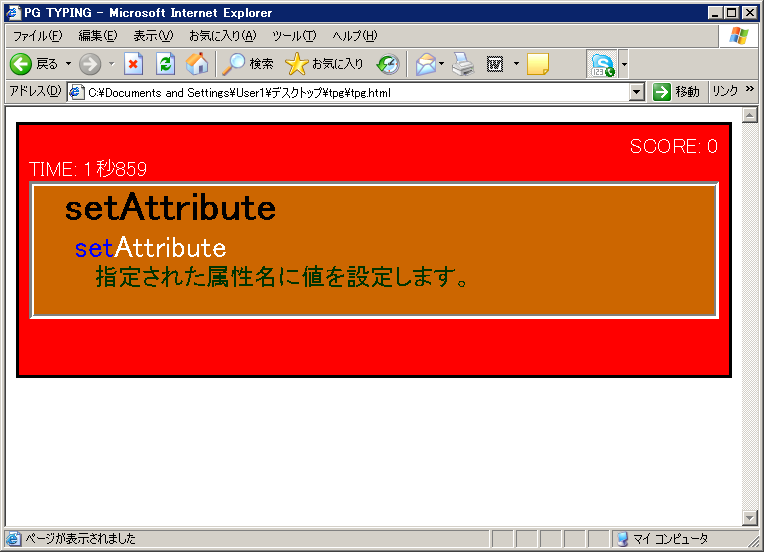 PG TYPING - Microsoft Internet Explorer
ファイル(F) 編集(E) 表示(V) お気に入り(A) ツール(T) ヘルプ(H)
戻る 検索 お気に入り W 123
アドレス(D) C:¥Documents and Settings¥User1¥デスクトップ¥tpg¥tpg.html 移動 リンク »
SCORE: 0
TIME: 1秒859
setAttribute
setAttribute
指定された属性名に値を設定します。
ページが表示されました マイ コンピュータ